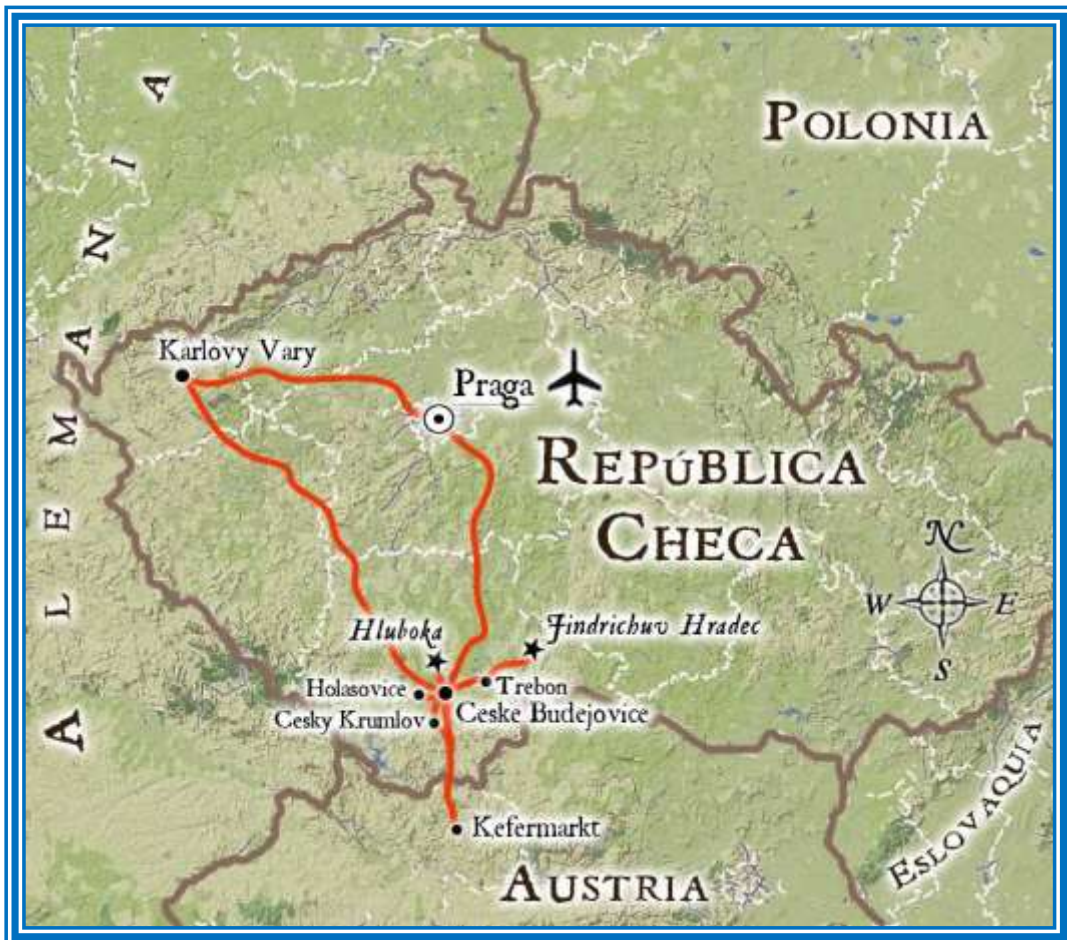 POLONIA
ALEMANIA
Karlovy Vary
Praga
REPÚBLICA
CHECA
N
W E
S
Hluboka
Jindrichuv Hradec
Holasovice
Trebon
Cesky Krumlov
Ceske Budejovice
Kefermarkt
AUSTRIA
ESLOVAQUIA